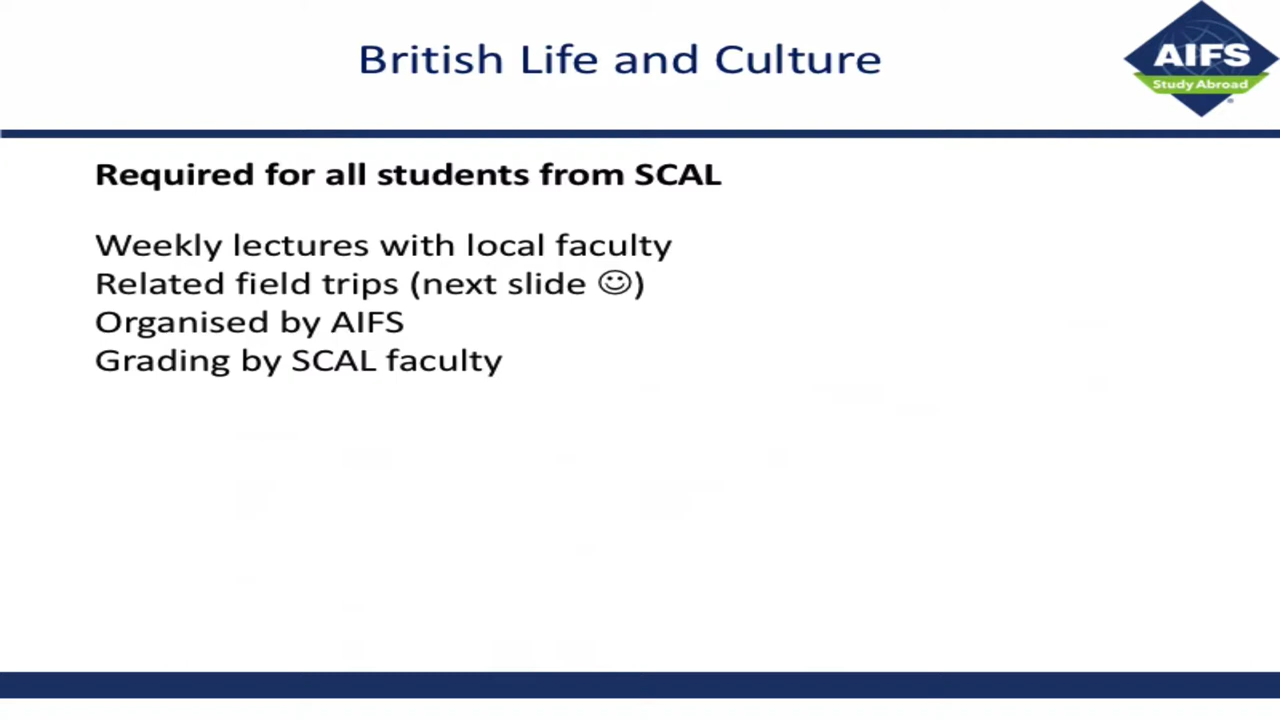 British Life and Culture
AIFS
Study Abroad
Required for all students from SCAL
Weekly lectures with local faculty
Related field trips (next slide ☺)
Organised by AIFS
Grading by SCAL faculty